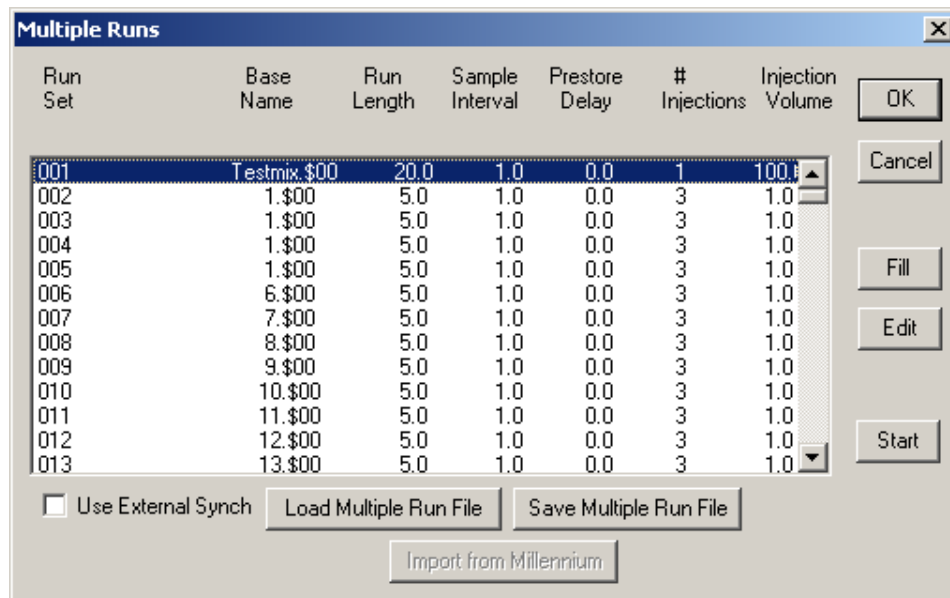 Multiple Runs
Run Set Base Name Run Length Sample Interval Prestore Delay # Injections Injection Volume
OK
Cancel
001 Testmix.$00 20.0 1.0 0.0 1 100.
002 1.$00 5.0 1.0 0.0 3 1.0
003 1.$00 5.0 1.0 0.0 3 1.0
004 1.$00 5.0 1.0 0.0 3 1.0
005 1.$00 5.0 1.0 0.0 3 1.0
006 6.$00 5.0 1.0 0.0 3 1.0
007 7.$00 5.0 1.0 0.0 3 1.0
008 8.$00 5.0 1.0 0.0 3 1.0
009 9.$00 5.0 1.0 0.0 3 1.0
010 10.$00 5.0 1.0 0.0 3 1.0
011 11.$00 5.0 1.0 0.0 3 1.0
012 12.$00 5.0 1.0 0.0 3 1.0
013 13.$00 5.0 1.0 0.0 3 1.0
Fill
Edit
Start
Use External Synch Load Multiple Run File Save Multiple Run File
Import from Millennium